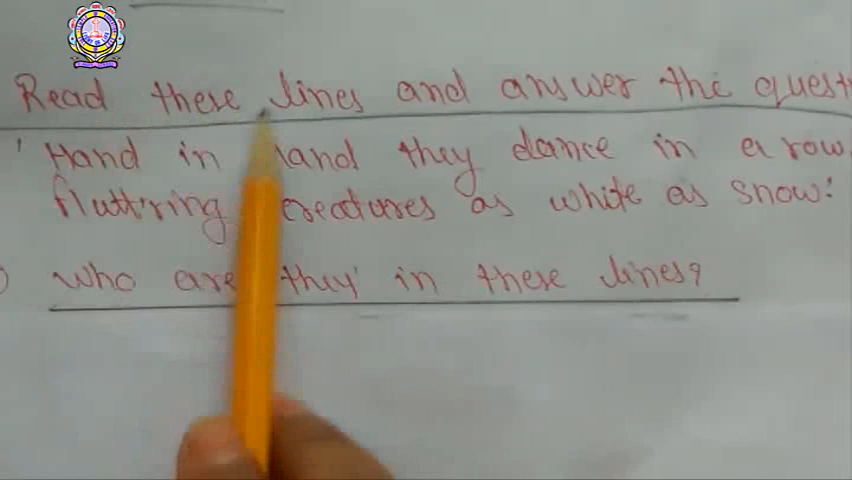 Read these lines and answer the quest
' Hand in hand they dance in a row,
fluttring creatures as white as snow!
) Who are 'they' in these lines?